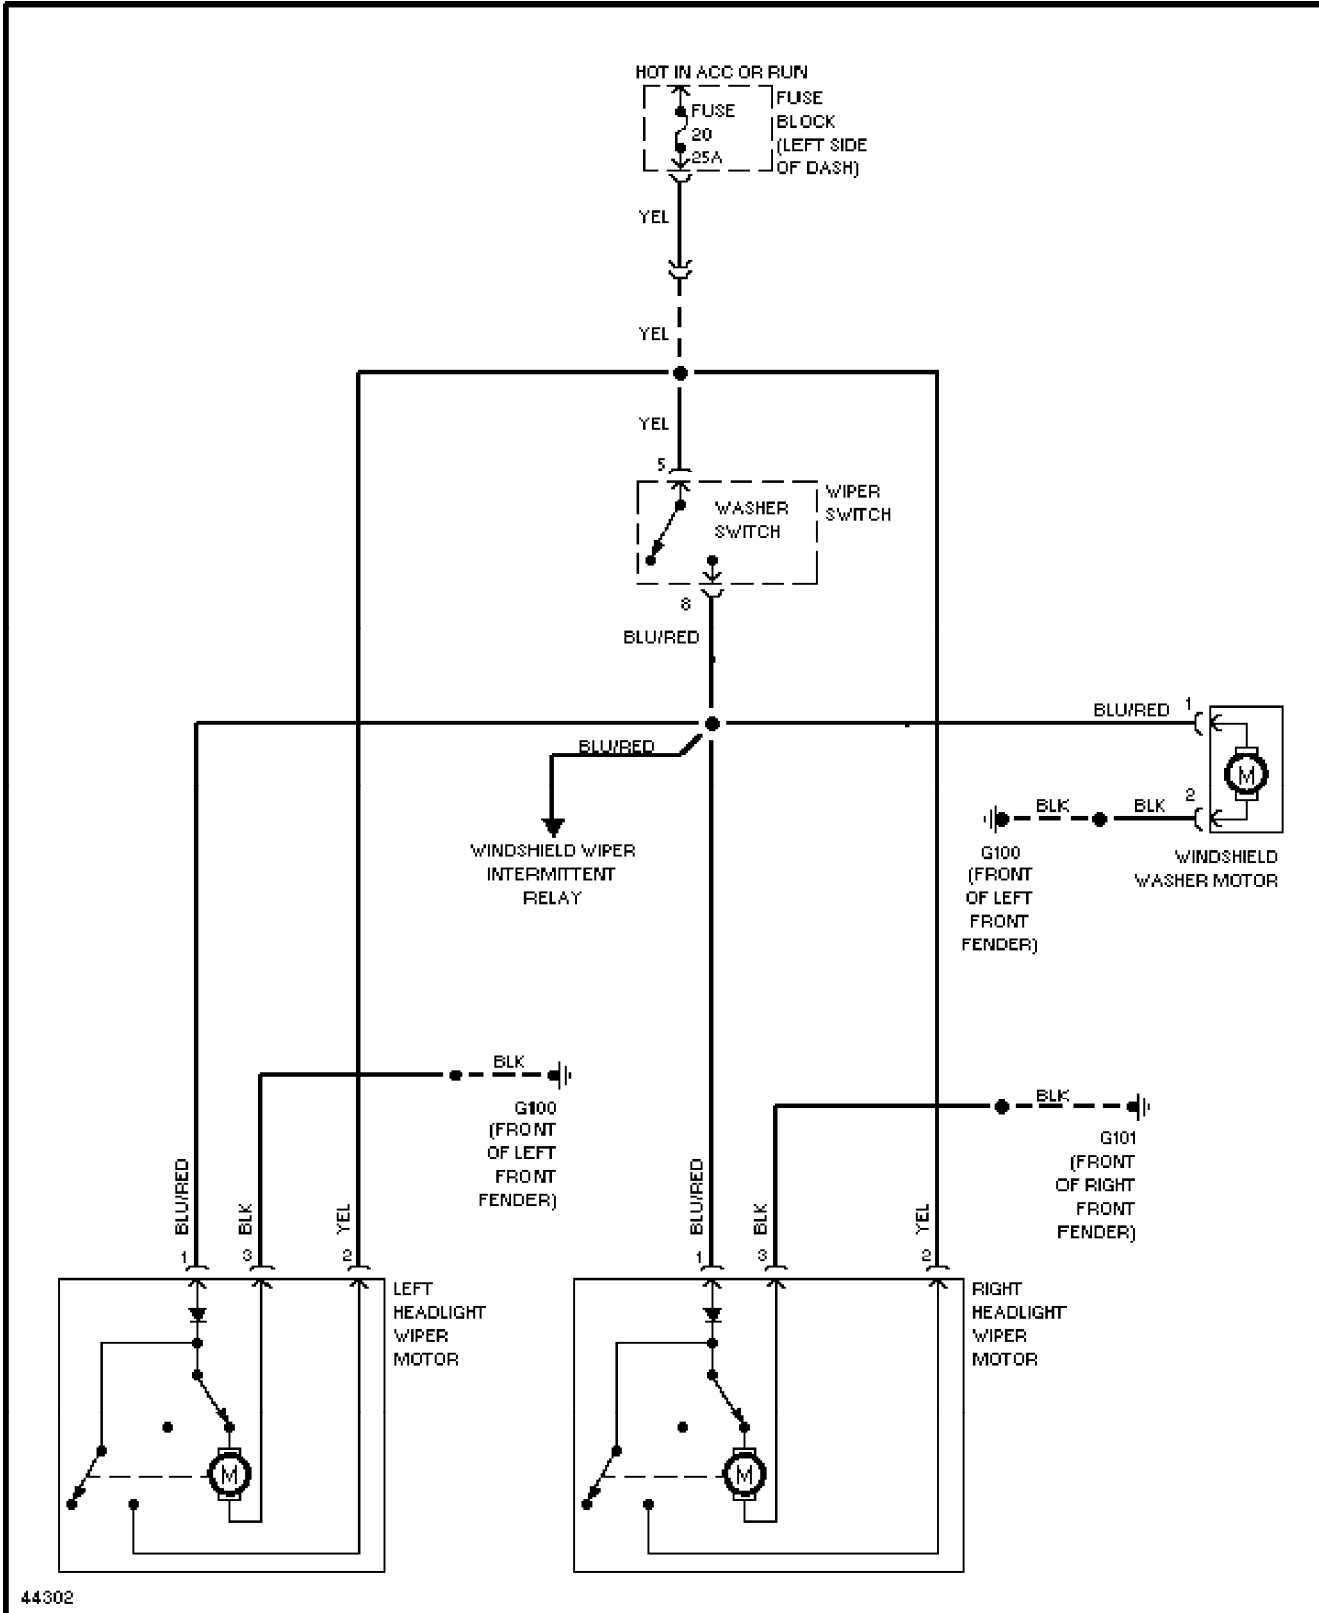 HOT IN ACC OR RUN
FUSE
20
25A
FUSE
BLOCK
(LEFT SIDE
OF DASH)
YEL
YEL
YEL
5
WASHER
SWITCH
WIPER
SWITCH
8
BLU/RED
BLU/RED
1
BLU/RED
M
BLK
BLK
2
WINDSHIELD WIPER
INTERMITTENT
RELAY
G100
(FRONT
OF LEFT
FRONT
FENDER)
WINDSHIELD
WASHER MOTOR
BLK
G100
(FRONT
OF LEFT
FRONT
FENDER)
BLK
G101
(FRONT
OF RIGHT
FRONT
FENDER)
BLU/RED
BLK
YEL
1
3
2
BLU/RED
BLK
YEL
1
3
2
LEFT
HEADLIGHT
WIPER
MOTOR
M
RIGHT
HEADLIGHT
WIPER
MOTOR
M
44302